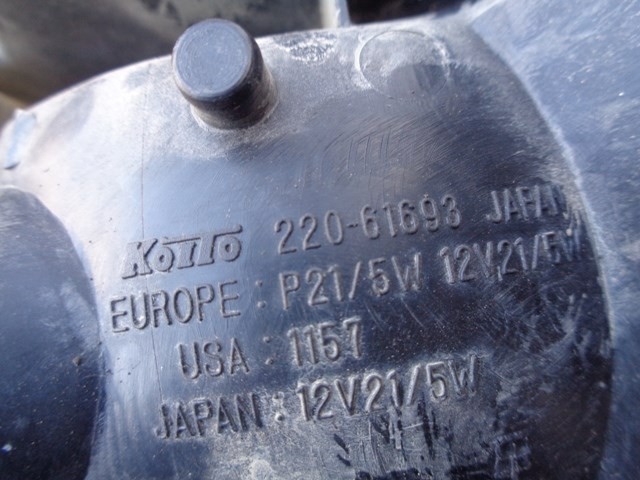 KOITO 220-61693 JAPAN
EUROPE : P21/5W 12V21/5W
USA : 1157
JAPAN : 12V21/5W